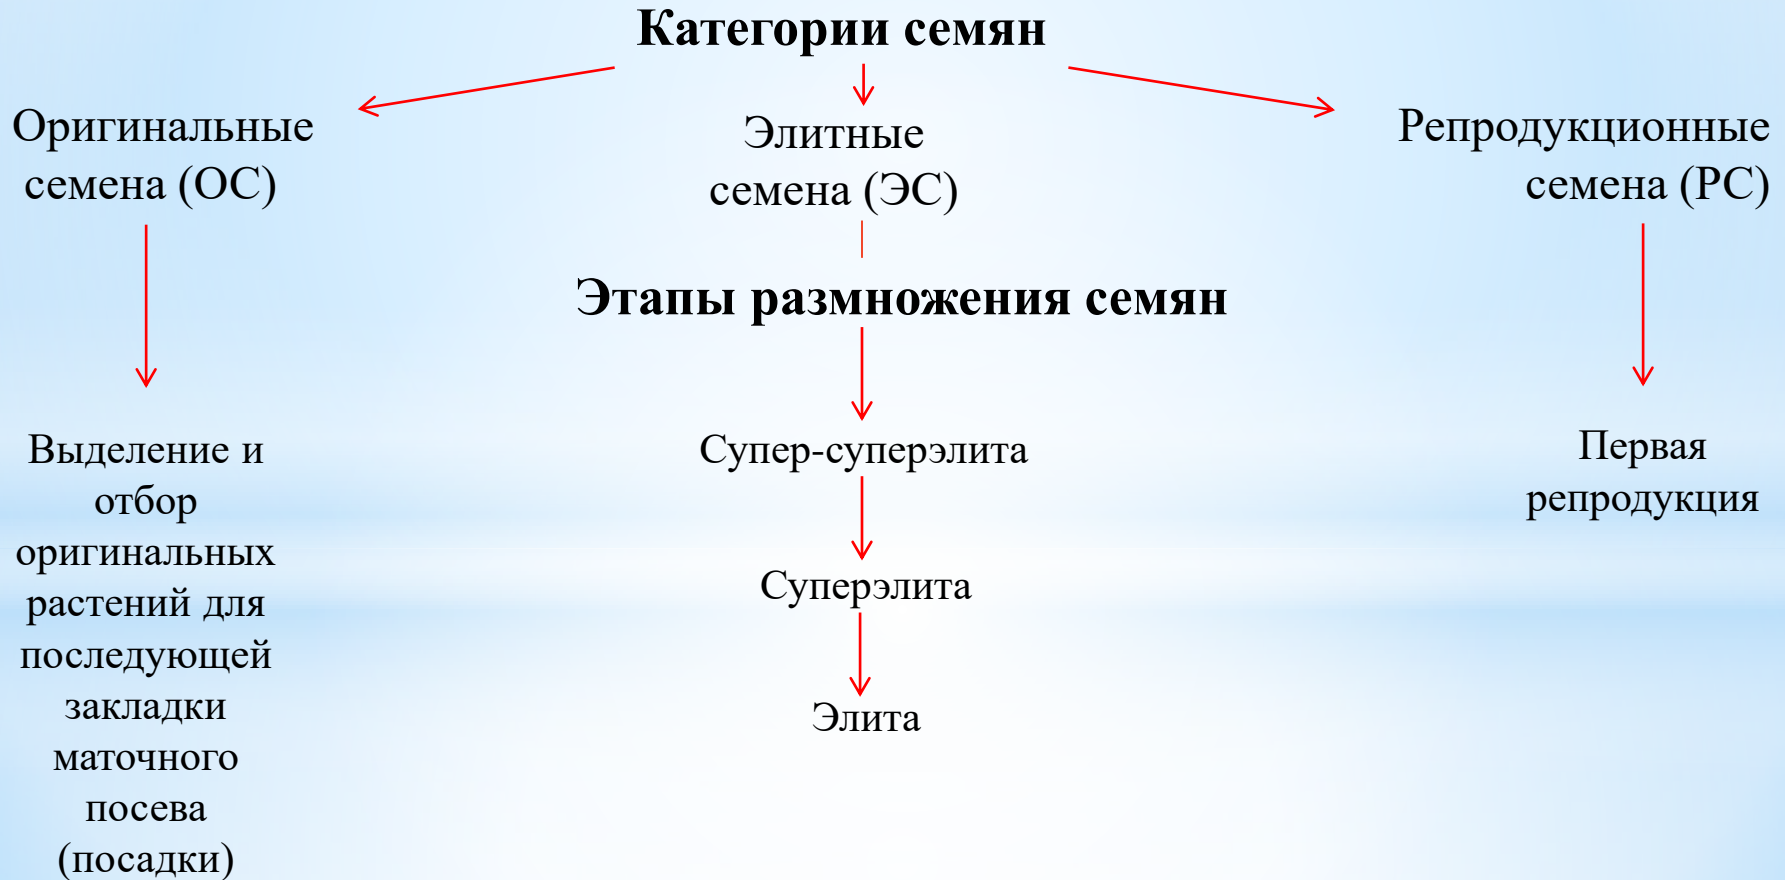 Категории семян
Оригинальные
семена (ОС)
Элитные
семена (ЭС)
Репродукционные
семена (РС)
Этапы размножения семян
Выделение и
отбор
оригинальных
растений для
последующей
закладки
маточного
посева
(посадки)
Супер-суперэлита
Суперэлита
Элита
Первая
репродукция